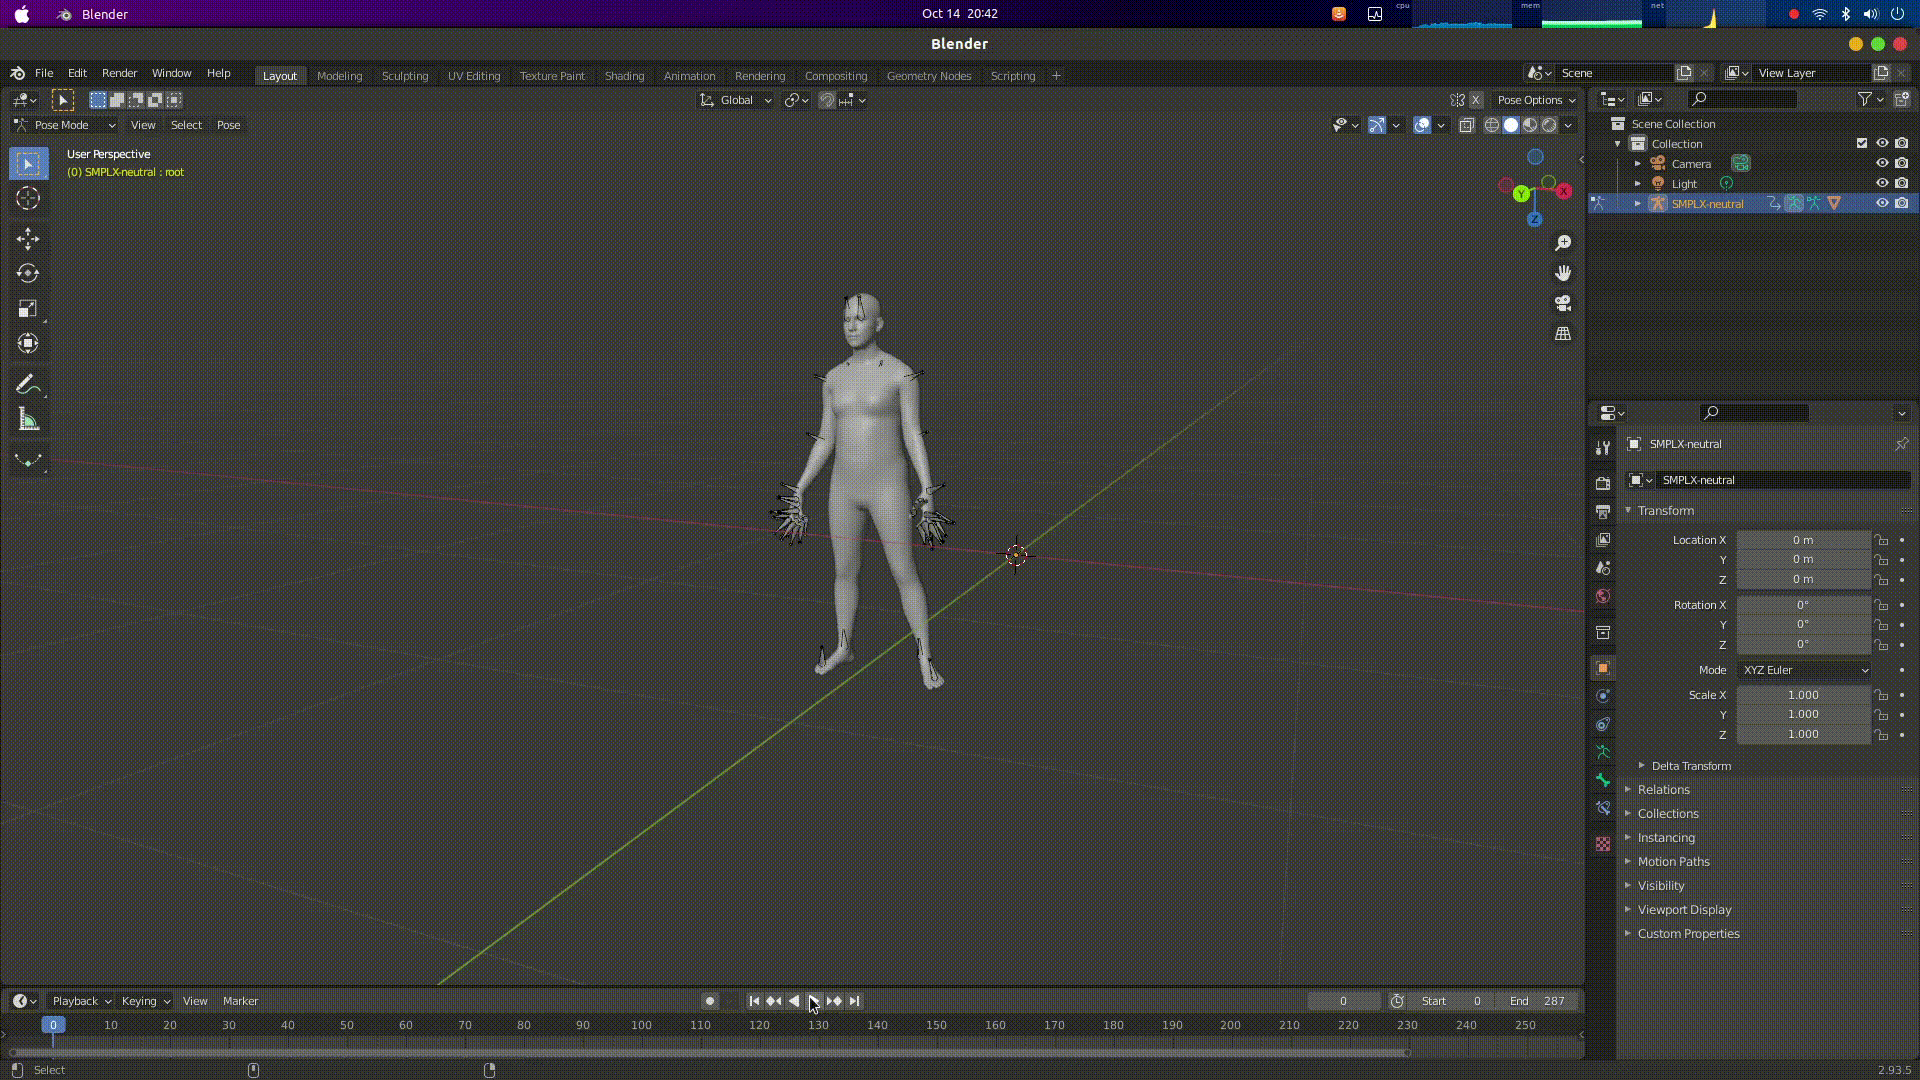 Blender
Oct 14 20:42
cpu
mem
net
Blender
File Edit Render Window Help
Layout Modeling Sculpting UV Editing Texture Paint Shading Animation Rendering Compositing Geometry Nodes Scripting +
Scene
View Layer
Global
X
Pose Options
Pose Mode View Select Pose
User Perspective
(0) SMPLX-neutral : root
Y
X
Z
Scene Collection
Collection
Camera
Light
SMPLX-neutral
SMPLX-neutral
SMPLX-neutral
Transform
Location X 0 m
Y 0 m
Z 0 m
Rotation X 0°
Y 0°
Z 0°
Mode XYZ Euler
Scale X 1.000
Y 1.000
Z 1.000
Delta Transform
Relations
Collections
Instancing
Motion Paths
Visibility
Viewport Display
Custom Properties
Playback Keying View Marker
0
Start 0
End 287
0 10 20 30 40 50 60 70 80 90 100 110 120 130 140 150 160 170 180 190 200 210 220 230 240 250
Select
2.93.5